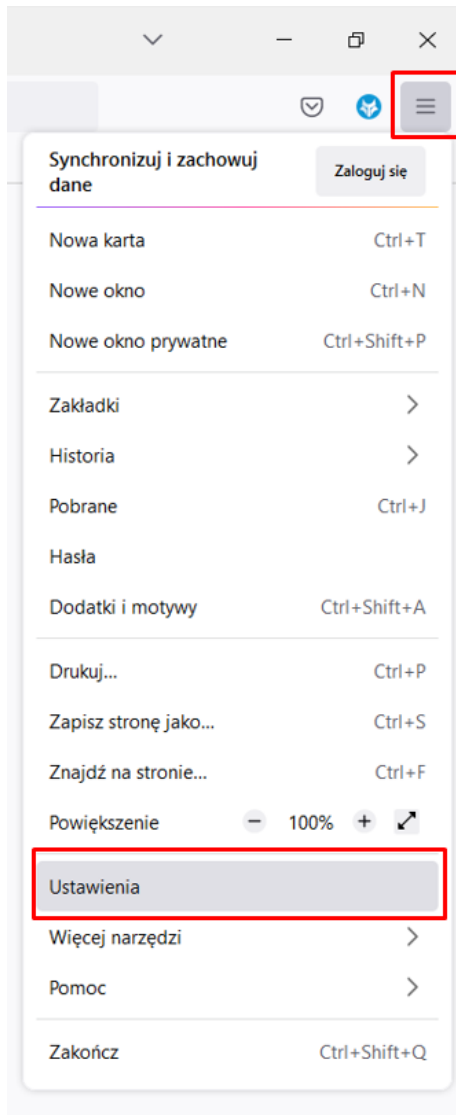 Synchronizuj i zachowuj
dane
Zaloguj się
Nowa karta Ctrl+T
Nowe okno Ctrl+N
Nowe okno prywatne Ctrl+Shift+P
Zakładki
Historia
Pobrane Ctrl+J
Hasła
Dodatki i motywy Ctrl+Shift+A
Drukuj... Ctrl+P
Zapisz stronę jako... Ctrl+S
Znajdź na stronie... Ctrl+F
Powiększenie − 100% +
Ustawienia
Więcej narzędzi
Pomoc
Zakończ Ctrl+Shift+Q